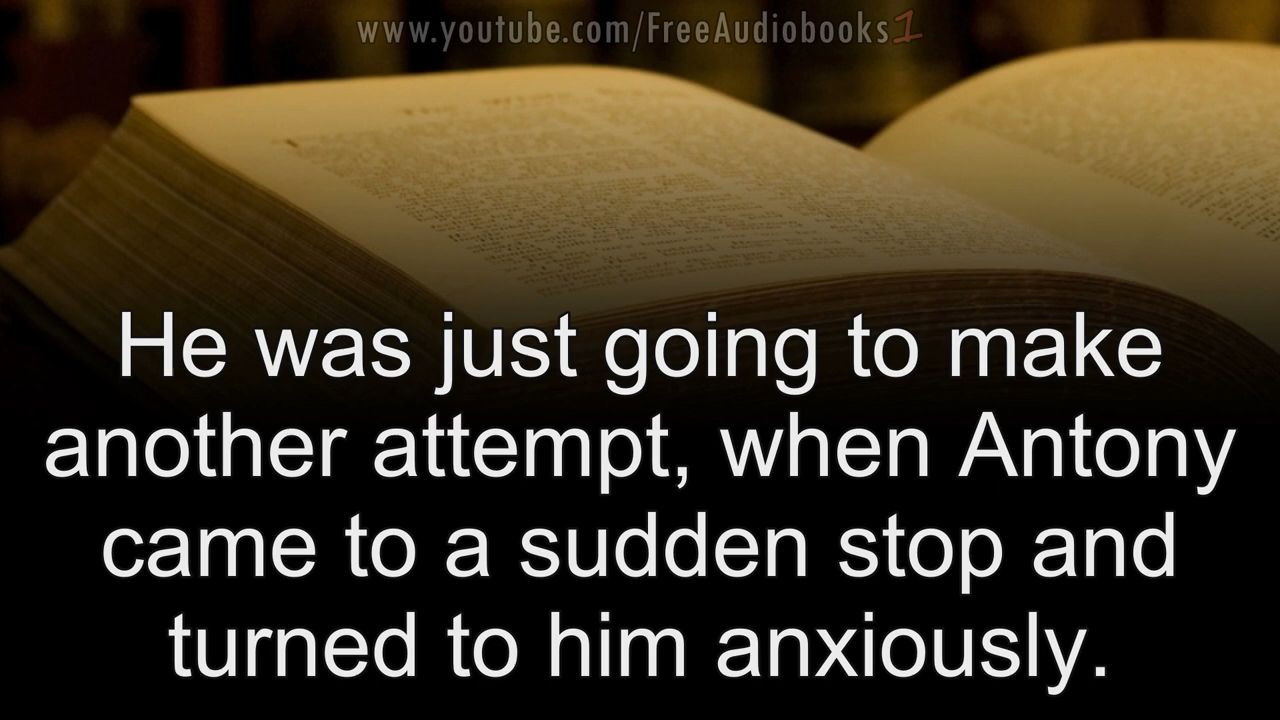 www.youtube.com/FreeAudiobooks1
He was just going to make
another attempt, when Antony
came to a sudden stop and
turned to him anxiously.